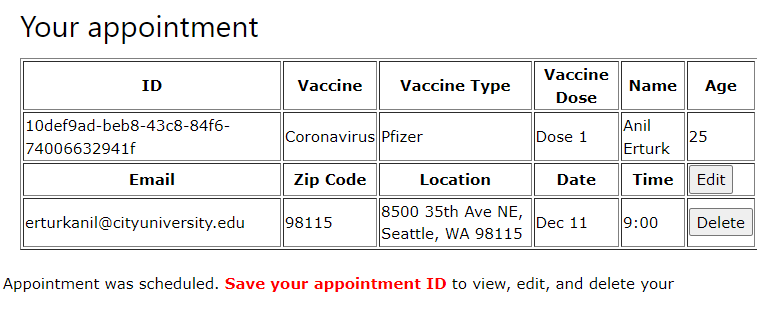 Your appointment
ID Vaccine Vaccine Type Vaccine Dose Name Age
10def9ad-beb8-43c8-84f6-74006632941f Coronavirus Pfizer Dose 1 Anil Erturk 25
Email Zip Code Location Date Time Edit
erturkanil@cityuniversity.edu 98115 8500 35th Ave NE, Seattle, WA 98115 Dec 11 9:00 Delete
Appointment was scheduled. Save your appointment ID to view, edit, and delete your